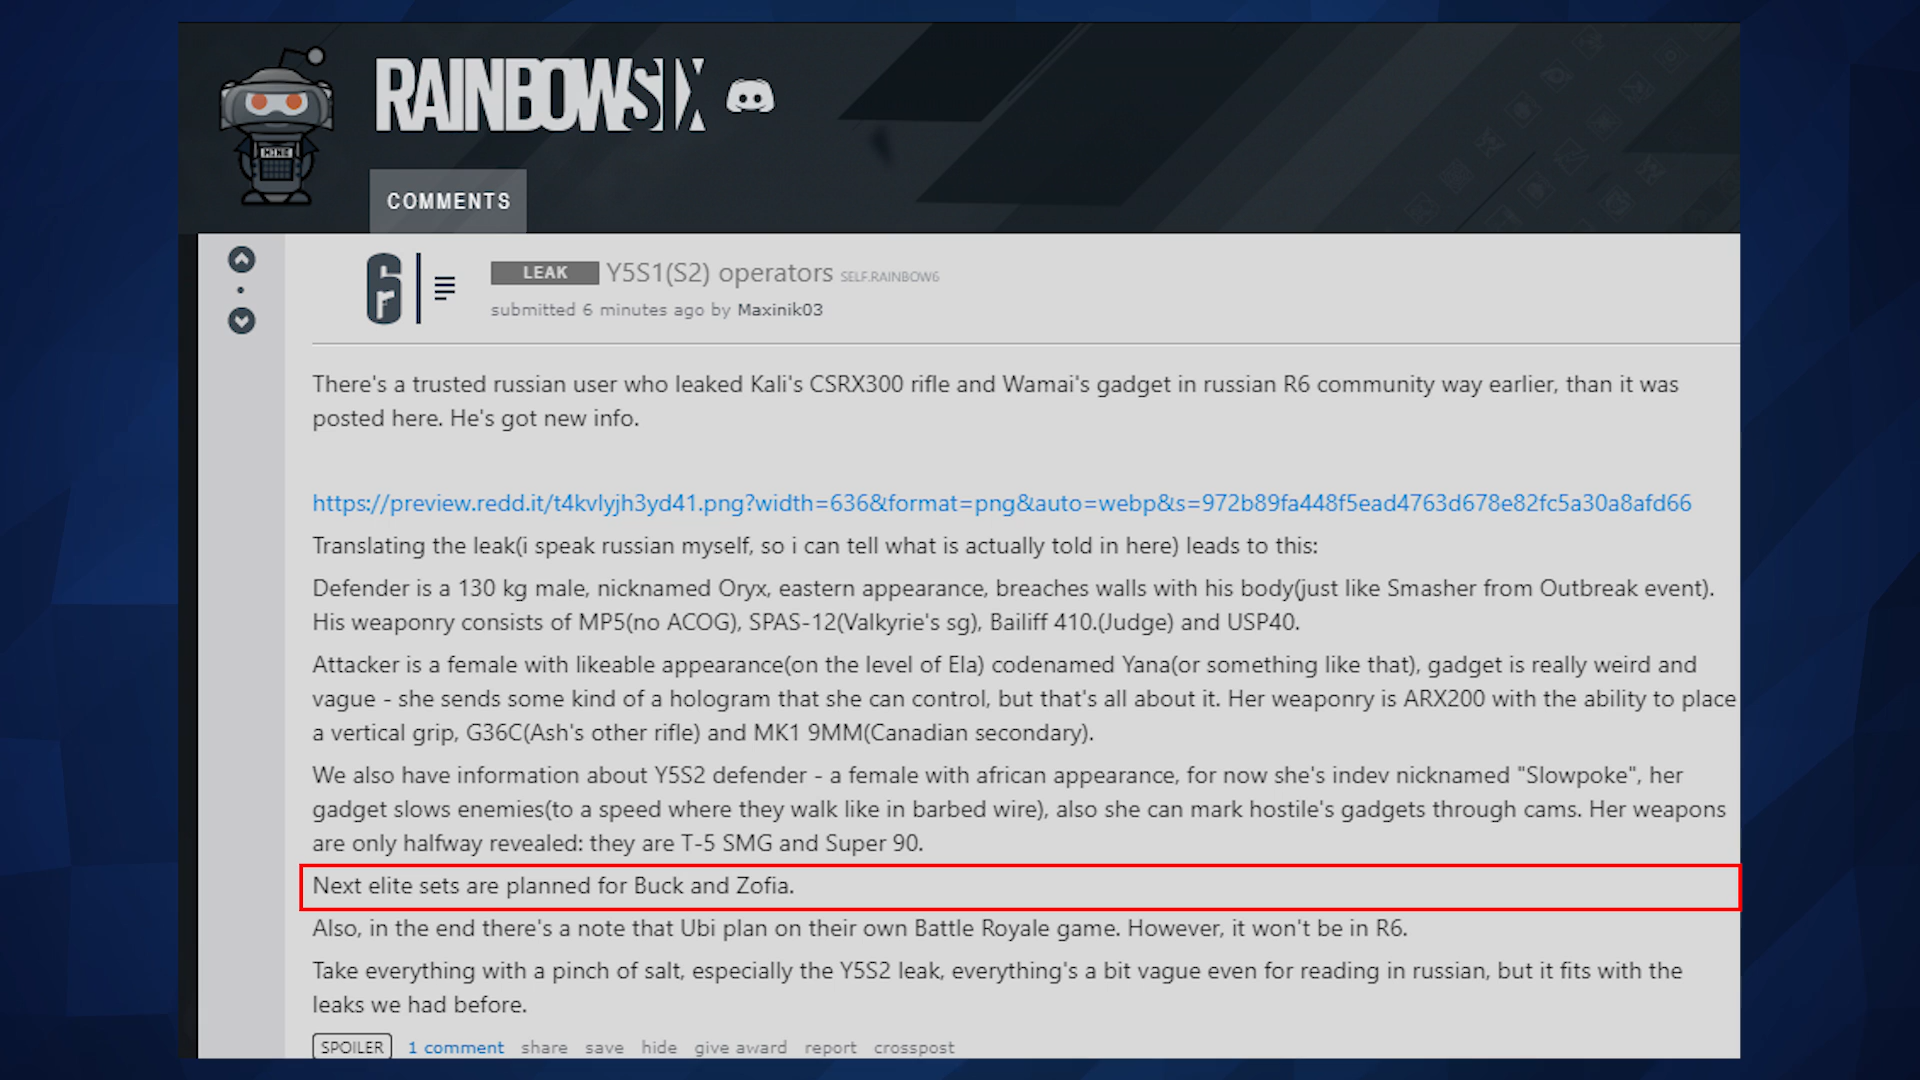 RAINBOWSIX
MIKE
COMMENTS
LEAK Y5S1(S2) operators SELF.RAINBOW6
submitted 6 minutes ago by Maxinik03
There's a trusted russian user who leaked Kali's CSRX300 rifle and Wamai's gadget in russian R6 community way earlier, than it was
posted here. He's got new info.
https://preview.redd.it/t4kvlyjh3yd41.png?width=636&format=png&auto=webp&s=972b89fa448f5ead4763d678e82fc5a30a8afd66
Translating the leak(i speak russian myself, so i can tell what is actually told in here) leads to this:
Defender is a 130 kg male, nicknamed Oryx, eastern appearance, breaches walls with his body(just like Smasher from Outbreak event).
His weaponry consists of MP5(no ACOG), SPAS-12(Valkyrie's sg), Bailiff 410.(Judge) and USP40.
Attacker is a female with likeable appearance(on the level of Ela) codenamed Yana(or something like that), gadget is really weird and
vague - she sends some kind of a hologram that she can control, but that's all about it. Her weaponry is ARX200 with the ability to place
a vertical grip, G36C(Ash's other rifle) and MK1 9MM(Canadian secondary).
We also have information about Y5S2 defender - a female with african appearance, for now she's indev nicknamed "Slowpoke", her
gadget slows enemies(to a speed where they walk like in barbed wire), also she can mark hostile's gadgets through cams. Her weapons
are only halfway revealed: they are T-5 SMG and Super 90.
Next elite sets are planned for Buck and Zofia.
Also, in the end there's a note that Ubi plan on their own Battle Royale game. However, it won't be in R6.
Take everything with a pinch of salt, especially the Y5S2 leak, everything's a bit vague even for reading in russian, but it fits with the
leaks we had before.
SPOILER 1 comment share save hide give award report crosspost